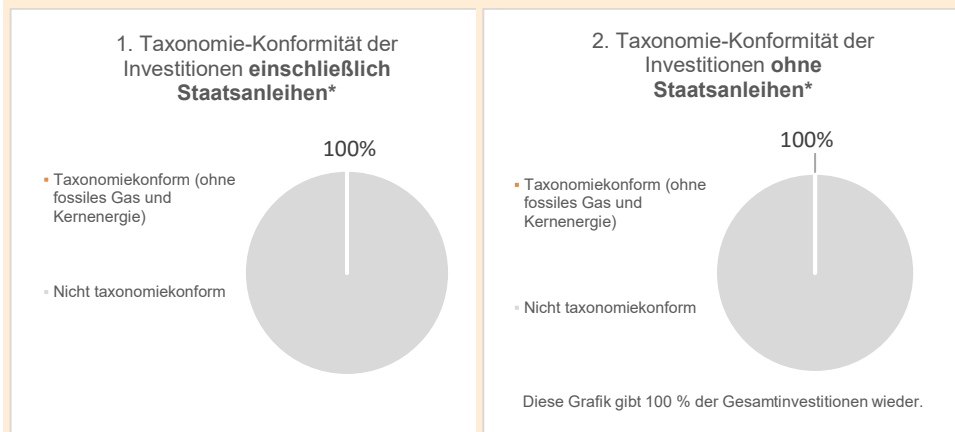 1. Taxonomie-Konformität der
Investitionen einschließlich
Staatsanleihen*
100%
Taxonomiekonform (ohne
fossiles Gas und
Kernenergie)
Nicht taxonomiekonform
2. Taxonomie-Konformität der
Investitionen ohne
Staatsanleihen*
100%
Taxonomiekonform (ohne
fossiles Gas und
Kernenergie)
Nicht taxonomiekonform
Diese Grafik gibt 100 % der Gesamtinvestitionen wieder.